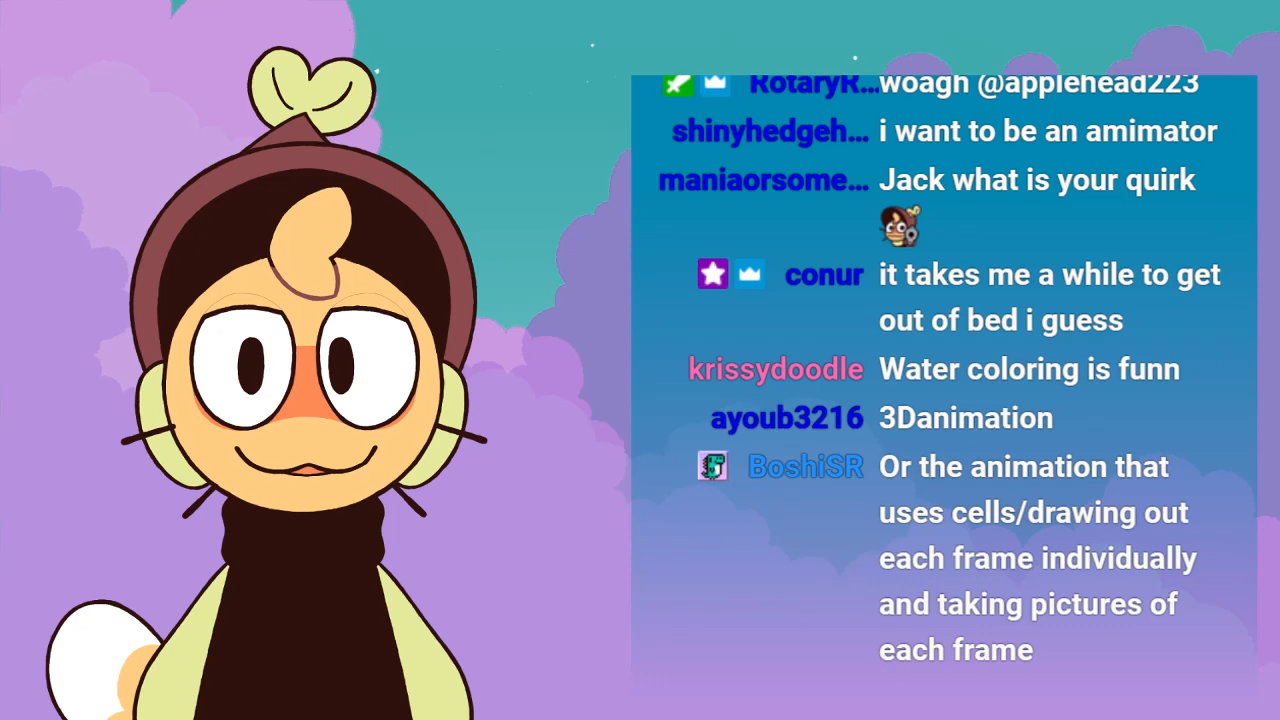 RotaryR... woagh @applehead223
shinyhedgeh... i want to be an amimator
maniaorsome... Jack what is your quirk
conur it takes me a while to get
out of bed i guess
krissydoodle Water coloring is funn
ayoub3216 3Danimation
BoshiSR Or the animation that
uses cells/drawing out
each frame individually
and taking pictures of
each frame